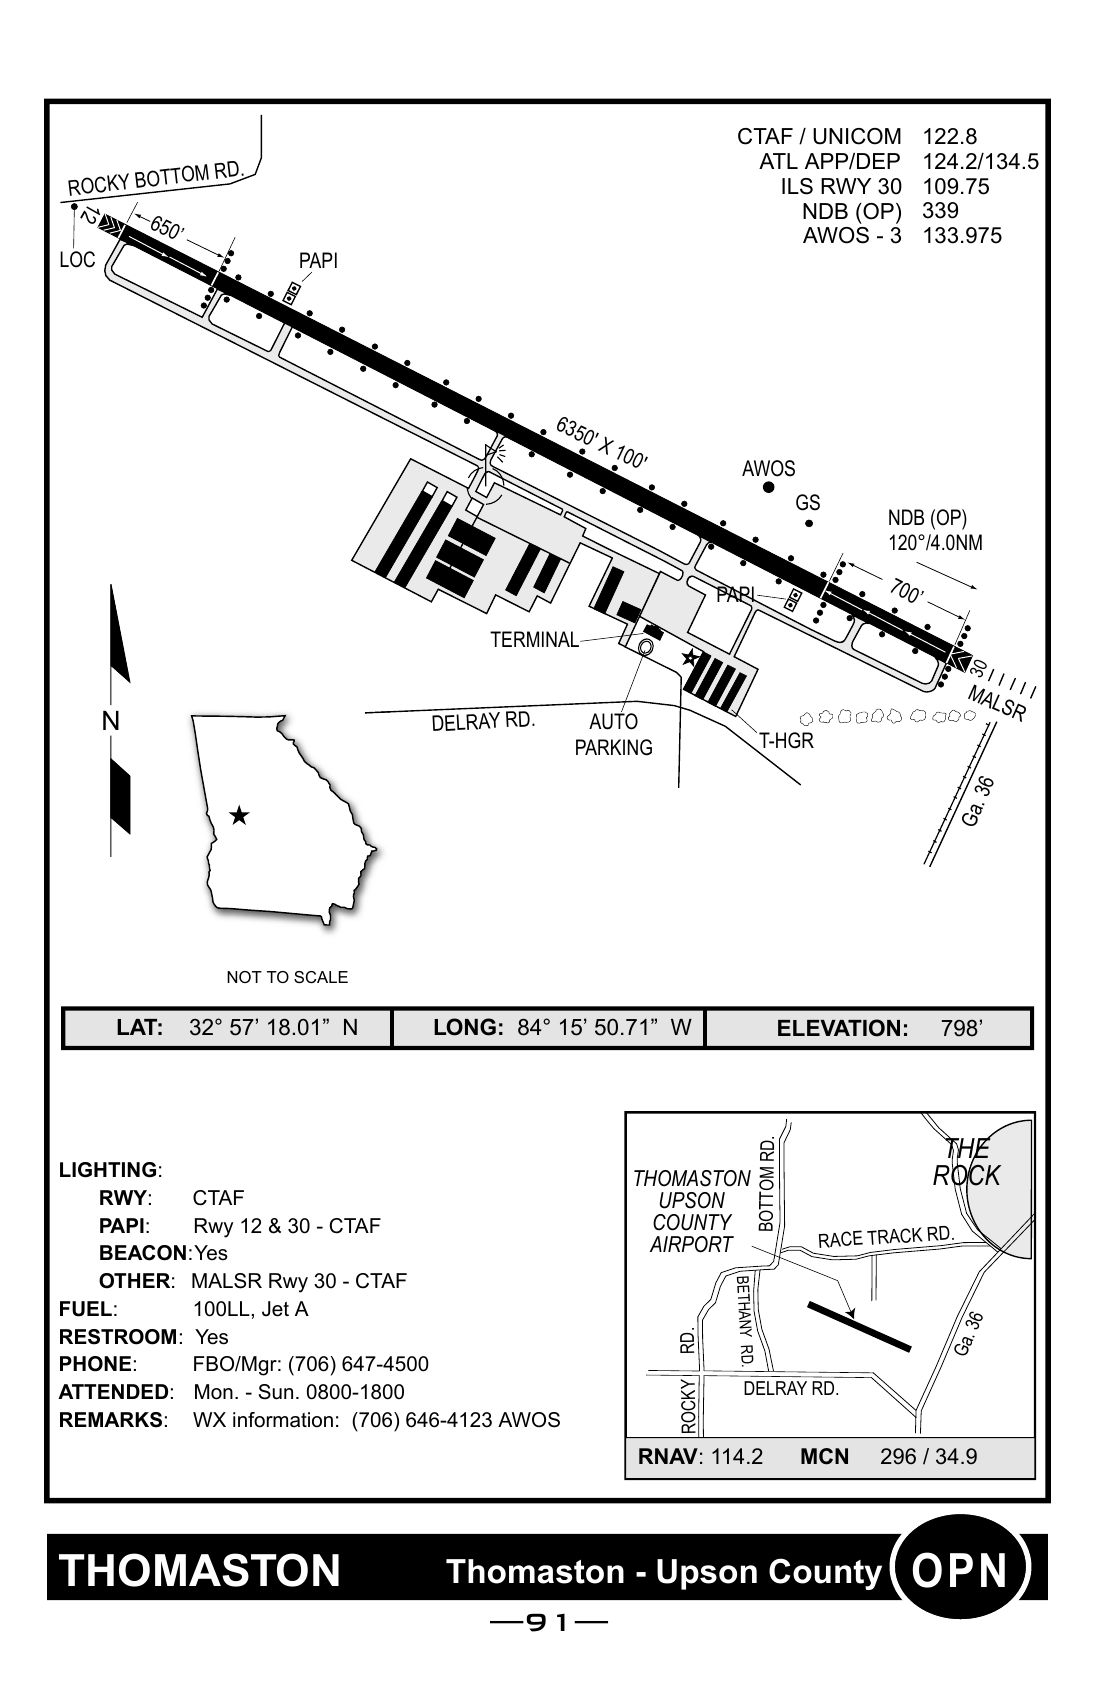 CTAF / UNICOM 122.8
ATL APP/DEP 124.2/134.5
ILS RWY 30 109.75
NDB (OP) 339
AWOS - 3 133.975
ROCKY BOTTOM RD.
12
650’
LOC
PAPI
6350' X 100'
AWOS
GS
NDB (OP)
120°/4.0NM
700’
PAPI
TERMINAL
30
MALSR
N
DELRAY RD.
AUTO
PARKING
T-HGR
Ga. 36
NOT TO SCALE
LAT: 32° 57’ 18.01” N LONG: 84° 15’ 50.71” W ELEVATION: 798’
LIGHTING:
RWY: CTAF
PAPI: Rwy 12 & 30 - CTAF
BEACON: Yes
OTHER: MALSR Rwy 30 - CTAF
FUEL: 100LL, Jet A
RESTROOM: Yes
PHONE: FBO/Mgr: (706) 647-4500
ATTENDED: Mon. - Sun. 0800-1800
REMARKS: WX information: (706) 646-4123 AWOS
THE
ROCK
THOMASTON
UPSON
COUNTY
AIRPORT
BOTTOM RD.
RACE TRACK RD.
BETHANY RD.
ROCKY RD.
Ga. 36
DELRAY RD.
RNAV: 114.2 MCN 296 / 34.9
THOMASTON Thomaston - Upson County OPN
—91—